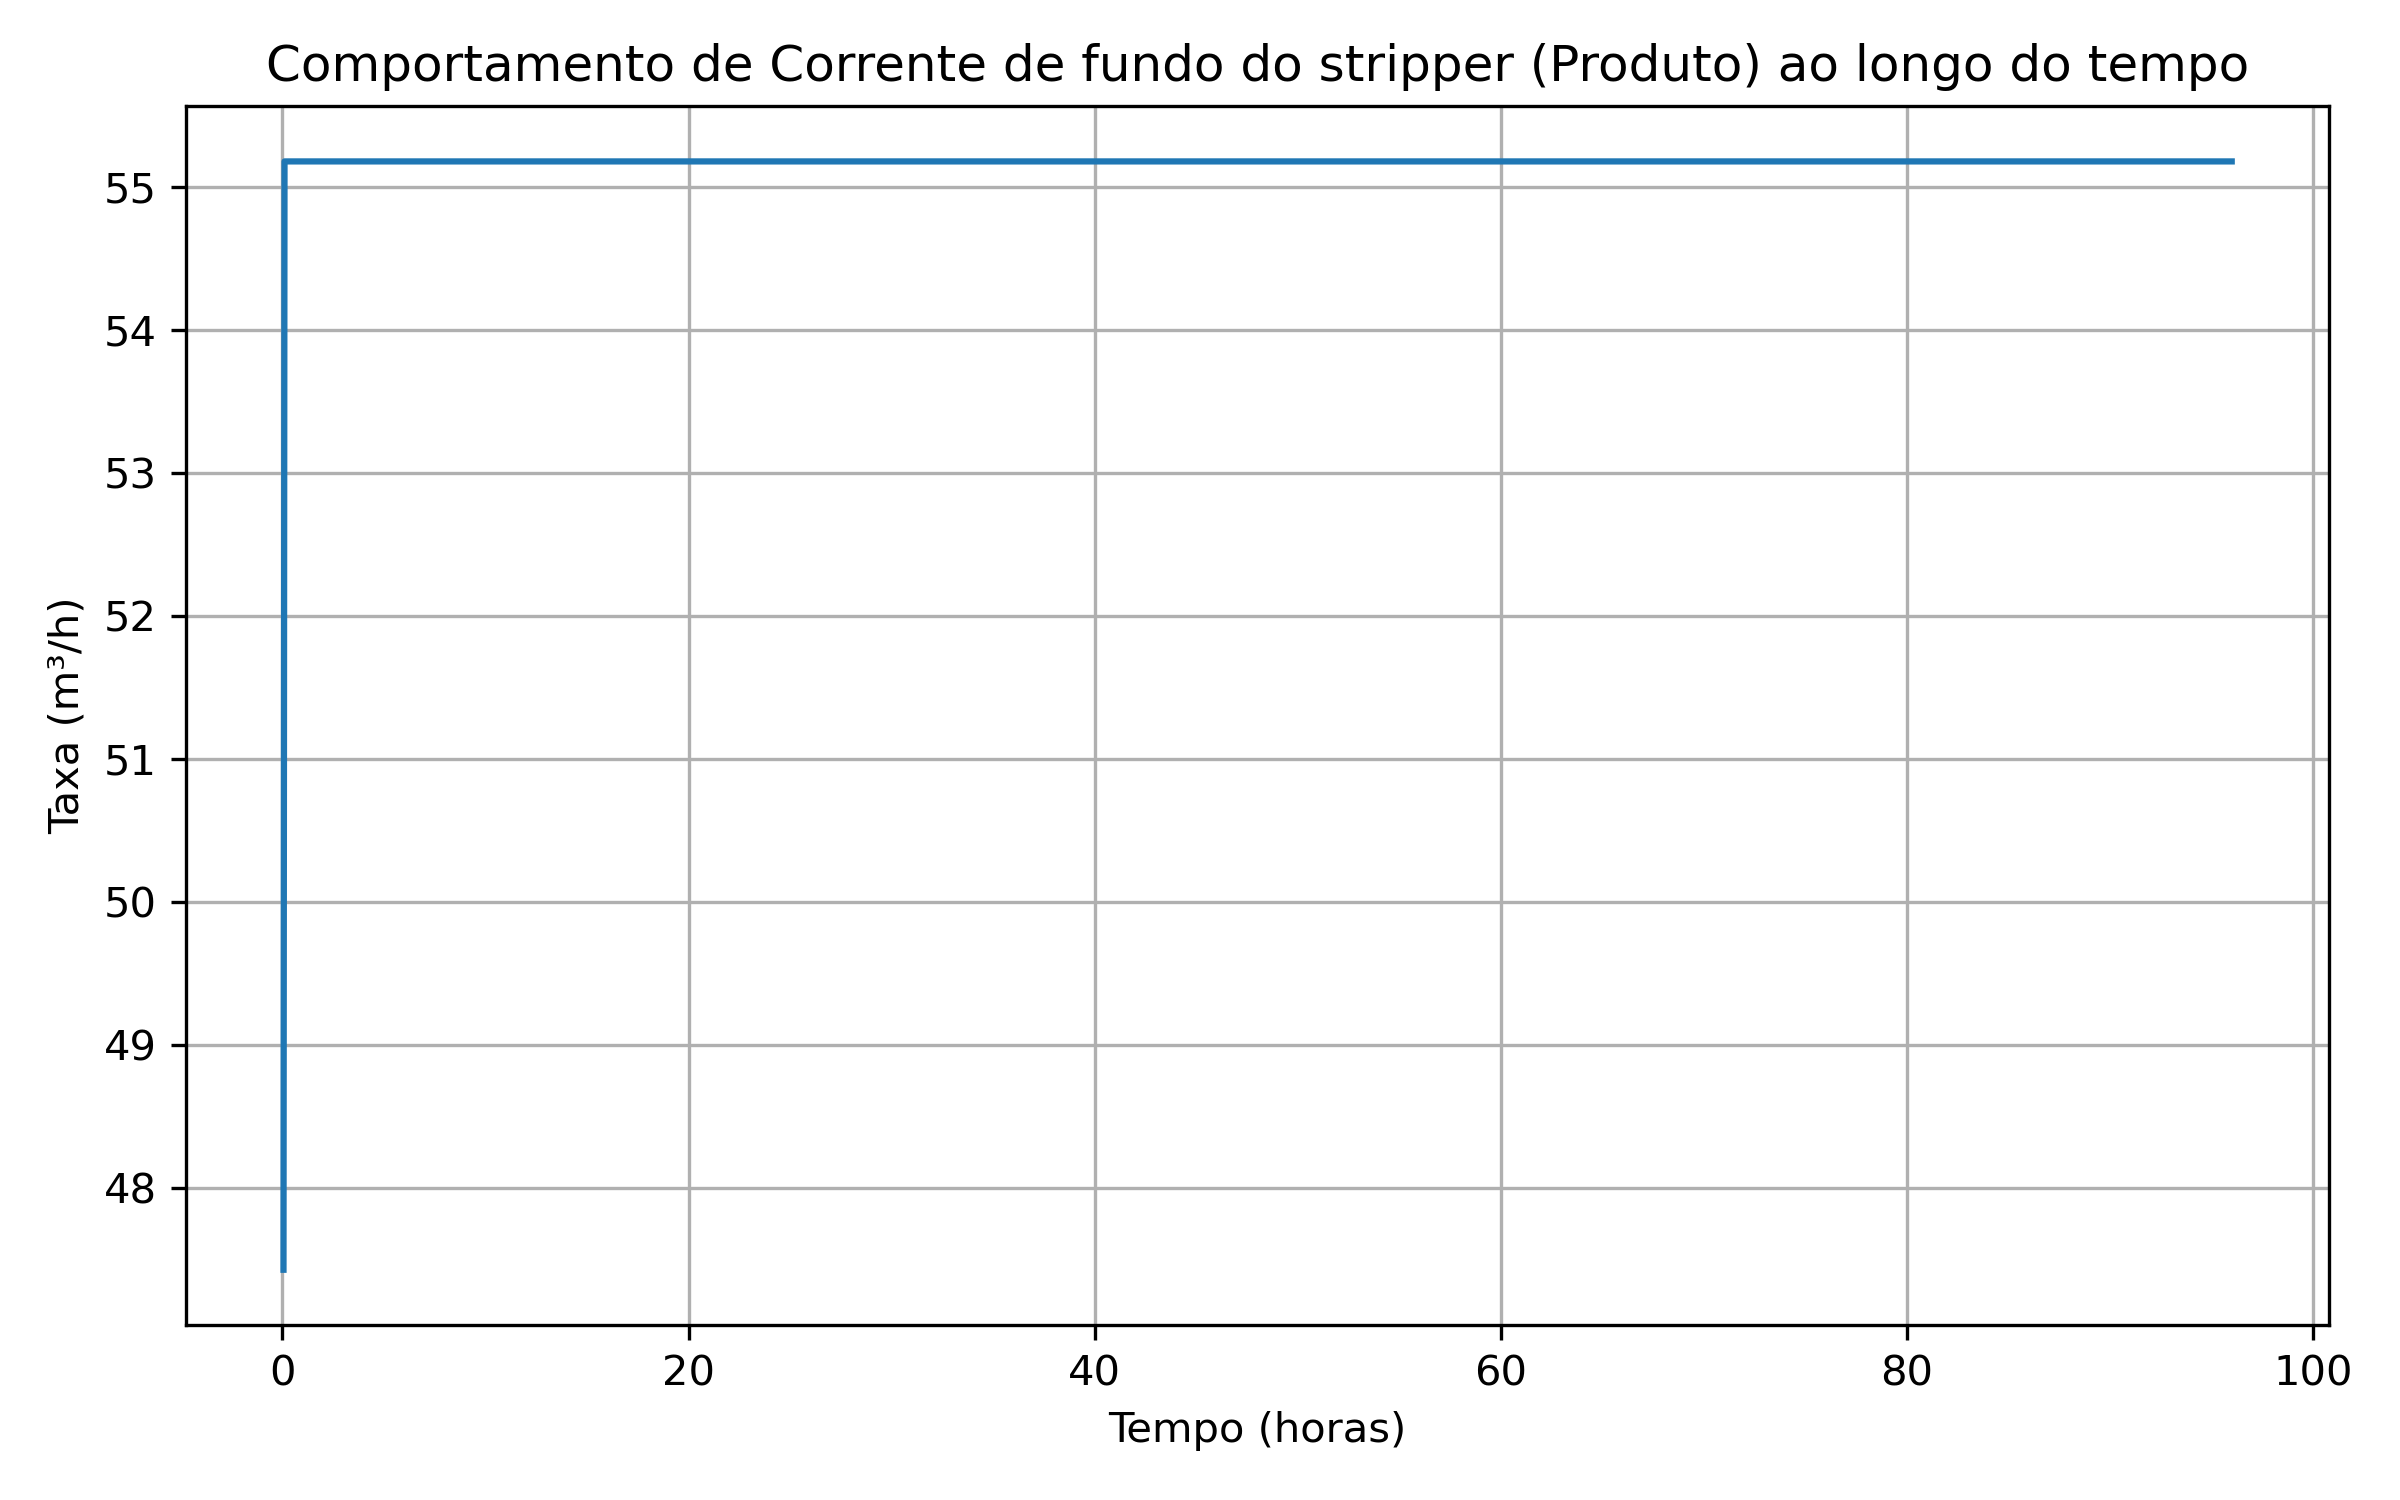 Comportamento de Corrente de fundo do stripper (Produto) ao longo do tempo
55
54
53
52
51
50
49
48
Taxa (m³/h)
0 20 40 60 80 100
Tempo (horas)